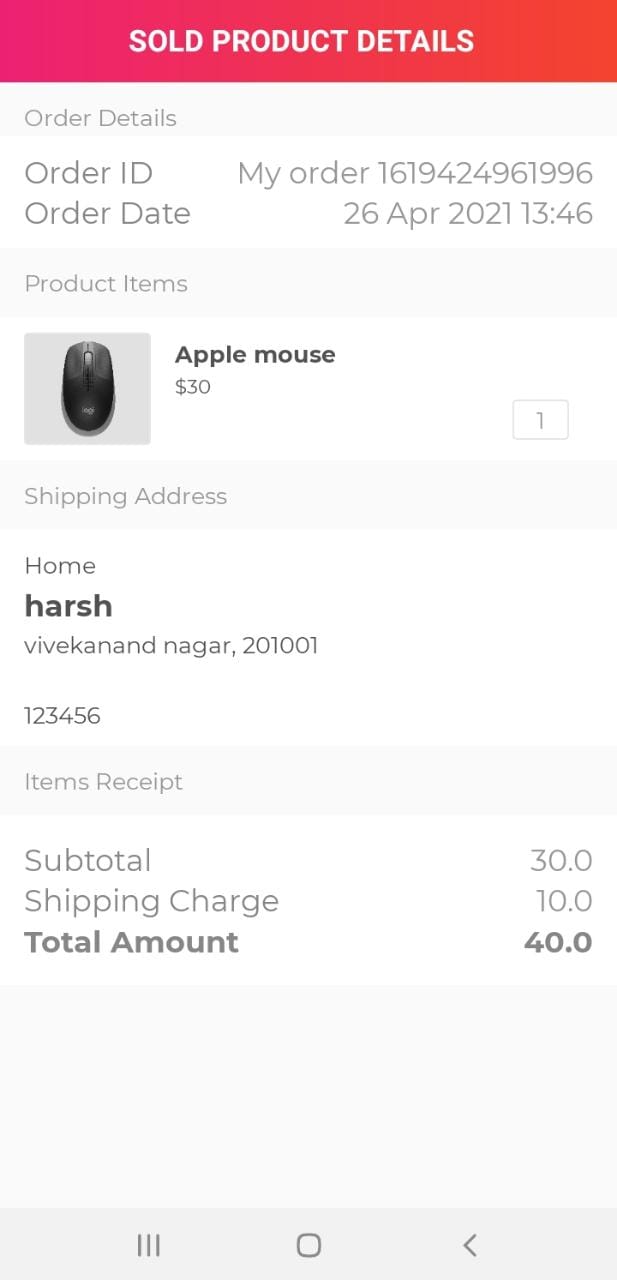 SOLD PRODUCT DETAILS
Order Details
Order ID My order 1619424961996
Order Date 26 Apr 2021 13:46
Product Items
Apple mouse
$30
logi
1
Shipping Address
Home
harsh
vivekanand nagar, 201001
123456
Items Receipt
Subtotal 30.0
Shipping Charge 10.0
Total Amount 40.0